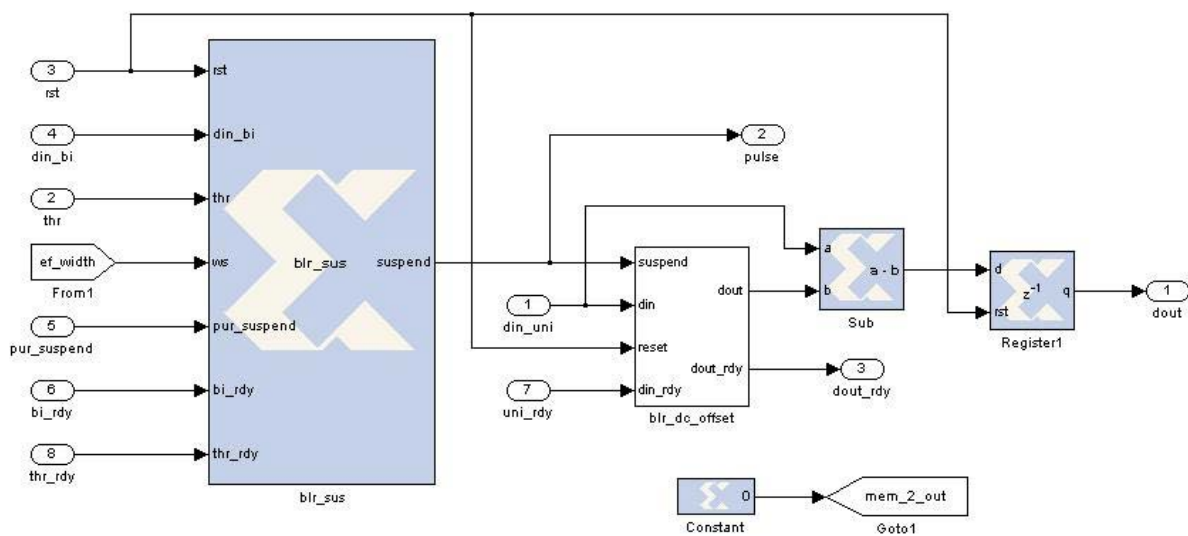 3
rst
4
din_bi
2
thr
ef_width
From1
5
pur_suspend
6
bi_rdy
8
thr_rdy
rst
din_bi
thr
ws
pur_suspend
bi_rdy
thr_rdy
blr_sus
suspend
blr_sus
2
pulse
1
din_uni
7
uni_rdy
suspend
din
reset
din_rdy
dout
dout_rdy
blr_dc_offset
a
b
a - b
Sub
3
dout_rdy
d
rst
z-1
q
Register1
1
dout
0
Constant
mem_2_out
Goto1